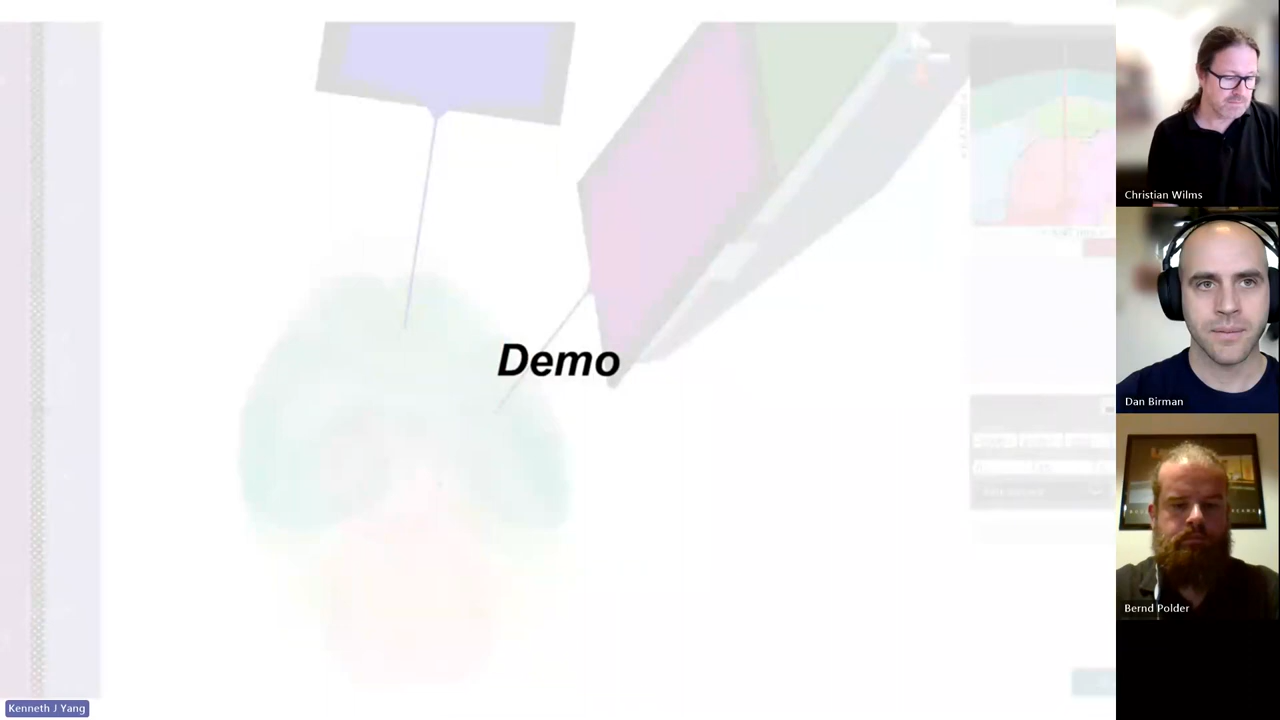 Demo
Christian Wilms
Dan Birman
Bernd Polder
Kenneth J Yang